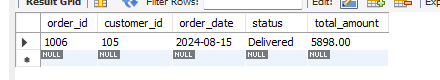 Result Grid Filter Rows: Edit:
order_id customer_id order_date status total_amount
1006 105 2024-08-15 Delivered 5898.00
NULL NULL NULL NULL NULL